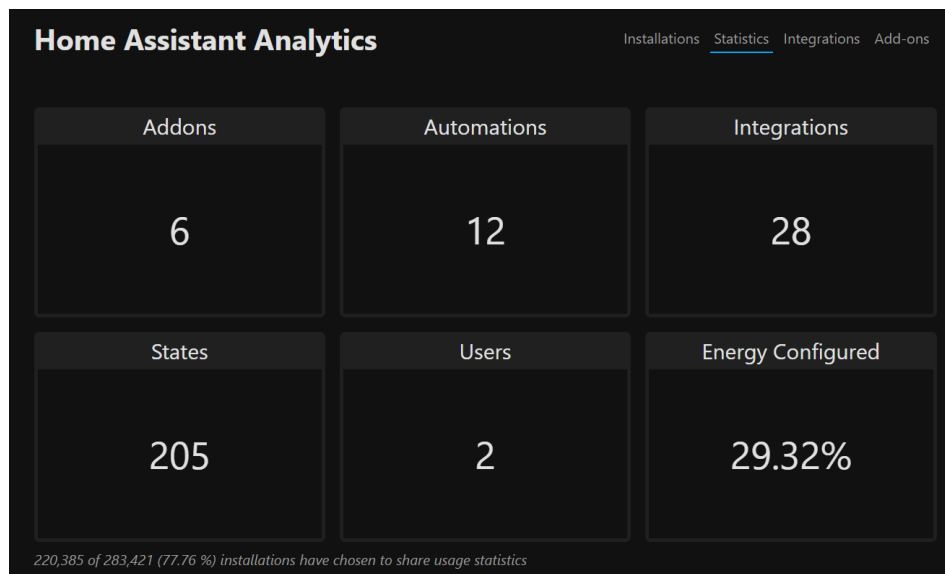 Home Assistant Analytics
Installations Statistics Integrations Add-ons
Addons Automations Integrations
6 12 28
States Users Energy Configured
205 2 29.32%
220,385 of 283,421 (77.76 %) installations have chosen to share usage statistics